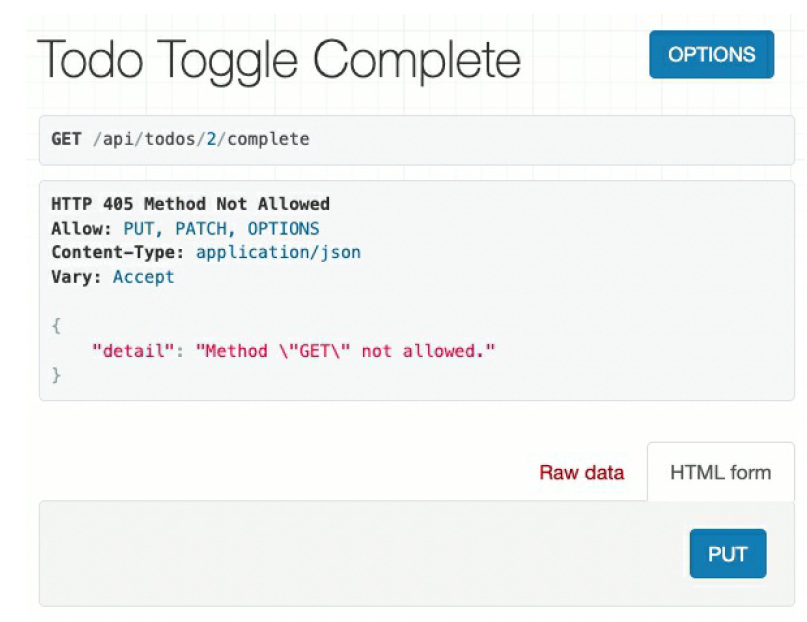 Todo Toggle Complete
OPTIONS
GET /api/todos/2/complete
HTTP 405 Method Not Allowed
Allow: PUT, PATCH, OPTIONS
Content-Type: application/json
Vary: Accept
{
    "detail": "Method \"GET\" not allowed."
}
Raw data
HTML form
PUT